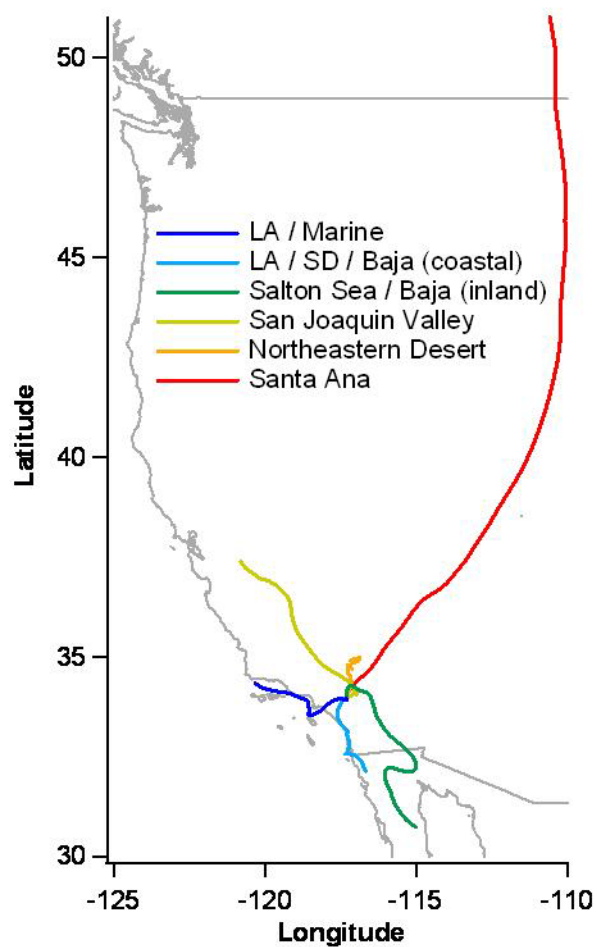 50
LA / Marine
45
LA / SD / Baja (coastal)
Salton Sea / Baja (inland)
San Joaquin Valley
Northeastern Desert
Santa Ana
Latitude
40
35
30
-125 -120 -115 -110
Longitude